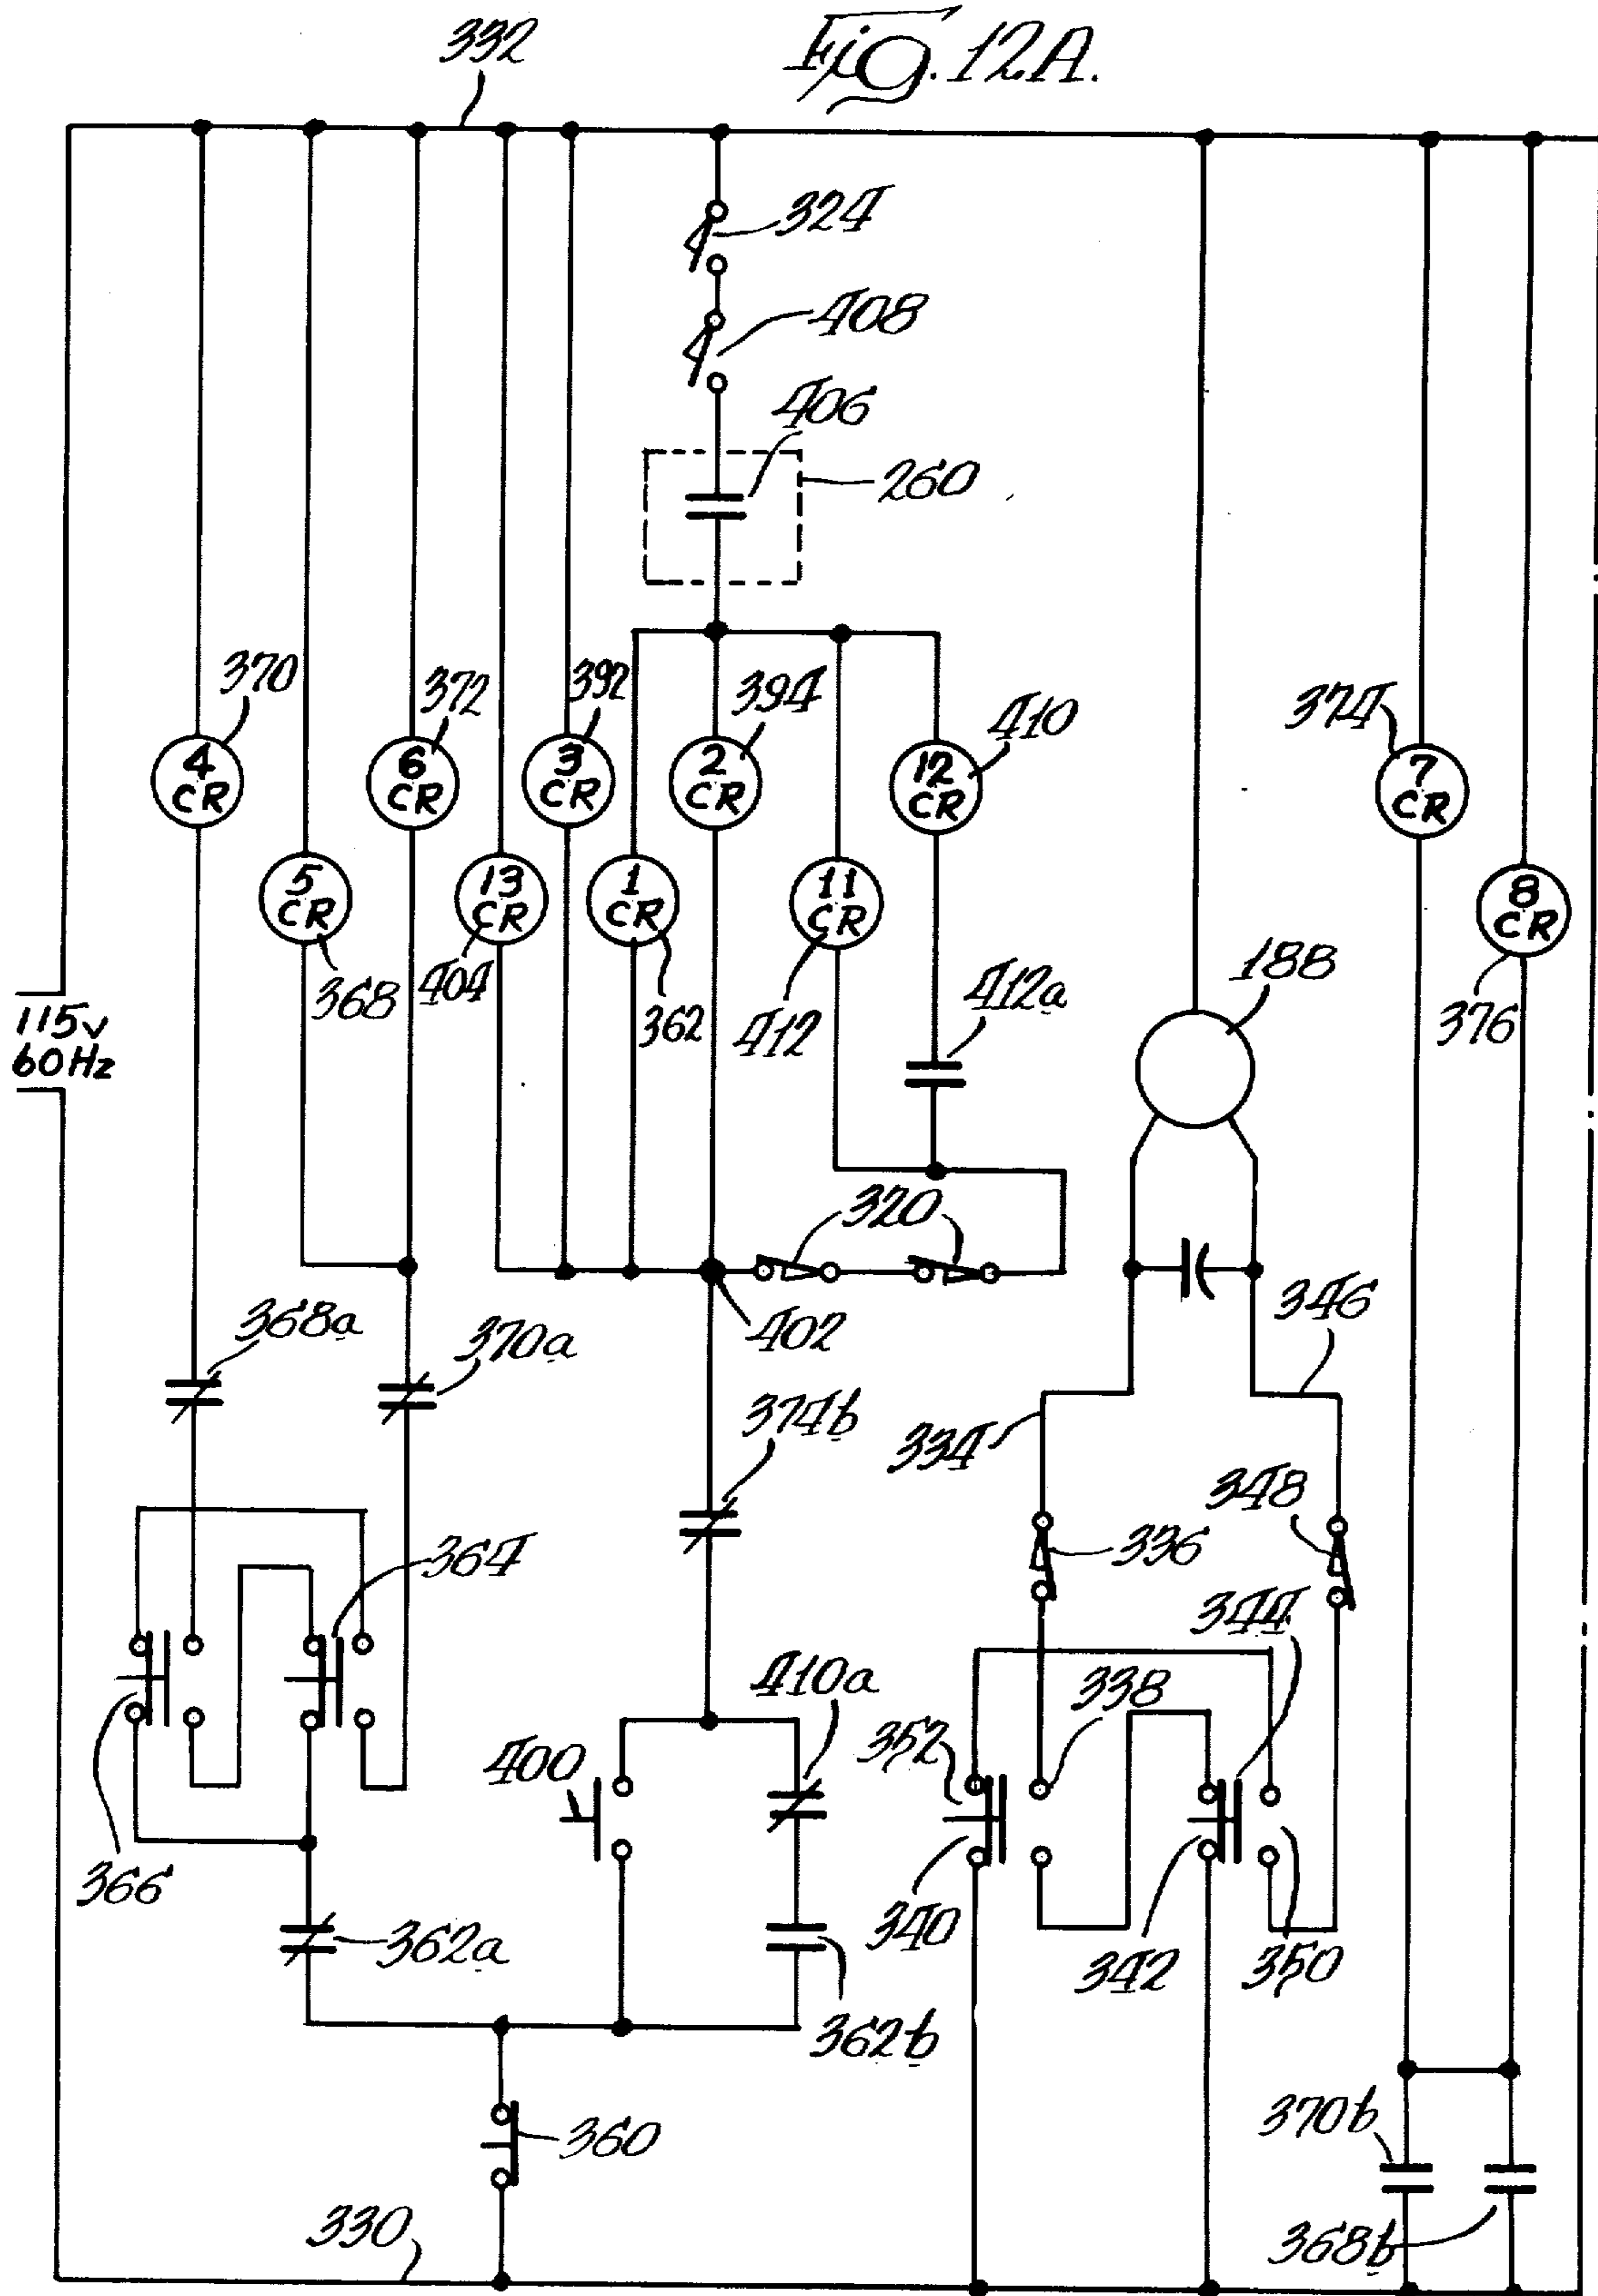 Fig. 12A.
332
324
408
406
260
370
372
392
394
410
374
4 CR
6 CR
3 CR
2 CR
12 CR
7 CR
5 CR
13 CR
1 CR
11 CR
8 CR
368
404
362
412
412a
188
376
115v
60Hz
320
346
368a
370a
402
374b
334
348
364
336
344
410a
338
400
352
366
340
362a
342
350
362b
360
370b
330
368b